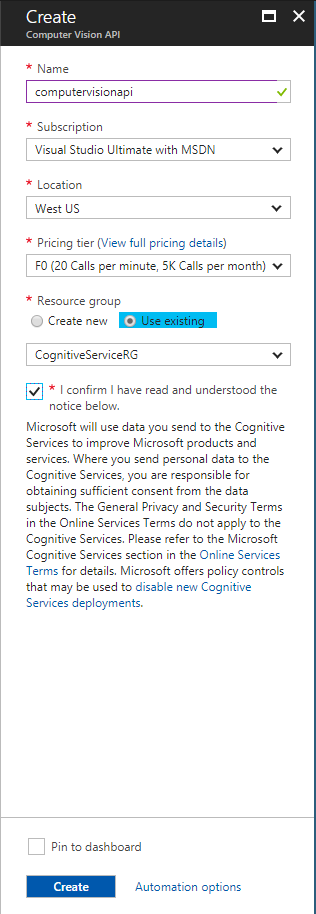 Create
Computer Vision API
* Name
computervisionapi
* Subscription
Visual Studio Ultimate with MSDN
* Location
West US
* Pricing tier (View full pricing details)
F0 (20 Calls per minute, 5K Calls per month)
* Resource group
Create new Use existing
CognitiveServiceRG
* I confirm I have read and understood the
notice below.
Microsoft will use data you send to the Cognitive
Services to improve Microsoft products and
services. Where you send personal data to the
Cognitive Services, you are responsible for
obtaining sufficient consent from the data
subjects. The General Privacy and Security Terms
in the Online Services Terms do not apply to the
Cognitive Services. Please refer to the Microsoft
Cognitive Services section in the Online Services
Terms for details. Microsoft offers policy controls
that may be used to disable new Cognitive
Services deployments.
Pin to dashboard
Create Automation options